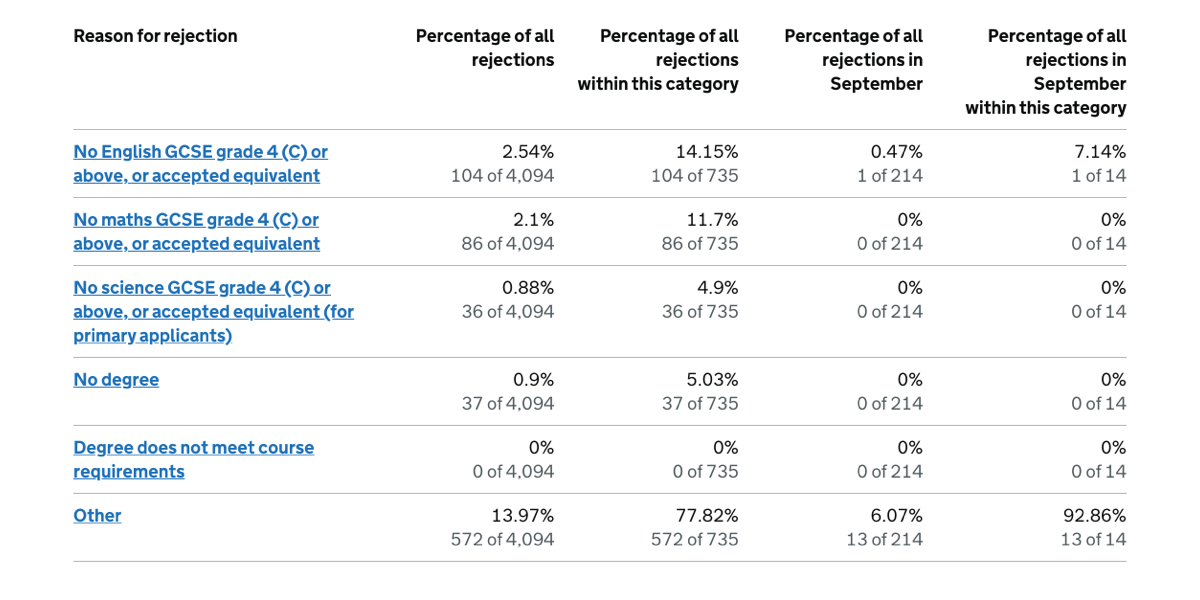 Reason for rejection
Percentage of all
rejections
Percentage of all
rejections
within this category
Percentage of all
rejections in
September
Percentage of all
rejections in
September
within this category
No English GCSE grade 4 (C) or
above, or accepted equivalent
2.54%
104 of 4,094
14.15%
104 of 735
0.47%
1 of 214
7.14%
1 of 14
No maths GCSE grade 4 (C) or
above, or accepted equivalent
2.1%
86 of 4,094
11.7%
86 of 735
0%
0 of 214
0%
0 of 14
No science GCSE grade 4 (C) or
above, or accepted equivalent (for
primary applicants)
0.88%
36 of 4,094
4.9%
36 of 735
0%
0 of 214
0%
0 of 14
No degree
0.9%
37 of 4,094
5.03%
37 of 735
0%
0 of 214
0%
0 of 14
Degree does not meet course
requirements
0%
0 of 4,094
0%
0 of 735
0%
0 of 214
0%
0 of 14
Other
13.97%
572 of 4,094
77.82%
572 of 735
6.07%
13 of 214
92.86%
13 of 14